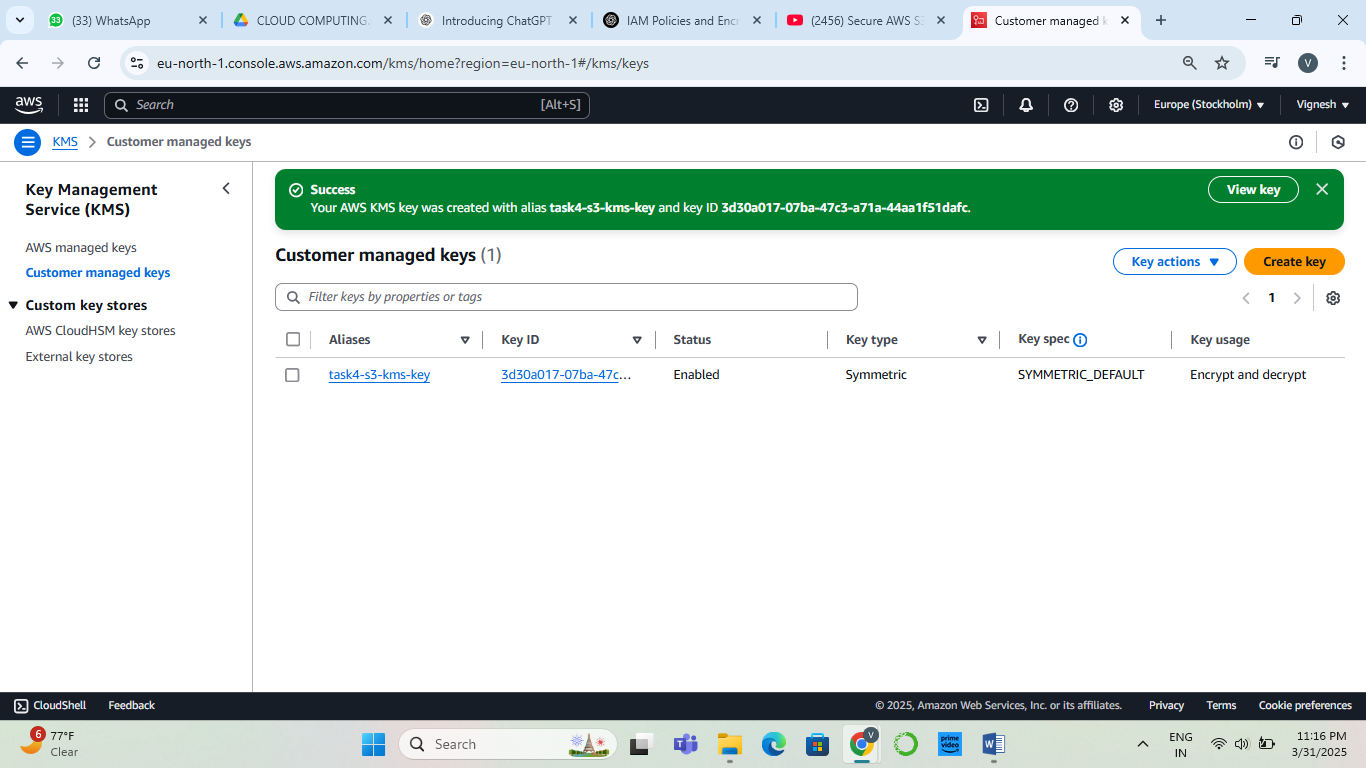 33 (33) WhatsApp
CLOUD COMPUTING.
Introducing ChatGPT
IAM Policies and Enc
(2456) Secure AWS S
Customer managed k
eu-north-1.console.aws.amazon.com/kms/home?region=eu-north-1#/kms/keys
V
aws
Search [Alt+S]
Europe (Stockholm)
Vignesh
KMS > Customer managed keys
Key Management
Service (KMS)
AWS managed keys
Customer managed keys
Custom key stores
AWS CloudHSM key stores
External key stores
Success
Your AWS KMS key was created with alias task4-s3-kms-key and key ID 3d30a017-07ba-47c3-a71a-44aa1f51dafc.
View key
Customer managed keys (1)
Key actions
Create key
Filter keys by properties or tags
1
Aliases Key ID Status Key type Key spec Key usage
task4-s3-kms-key 3d30a017-07ba-47c... Enabled Symmetric SYMMETRIC_DEFAULT Encrypt and decrypt
CloudShell Feedback © 2025, Amazon Web Services, Inc. or its affiliates. Privacy Terms Cookie preferences
6
77°F
Clear
Search
prime
video
V
ENG
IN
11:16 PM
3/31/2025